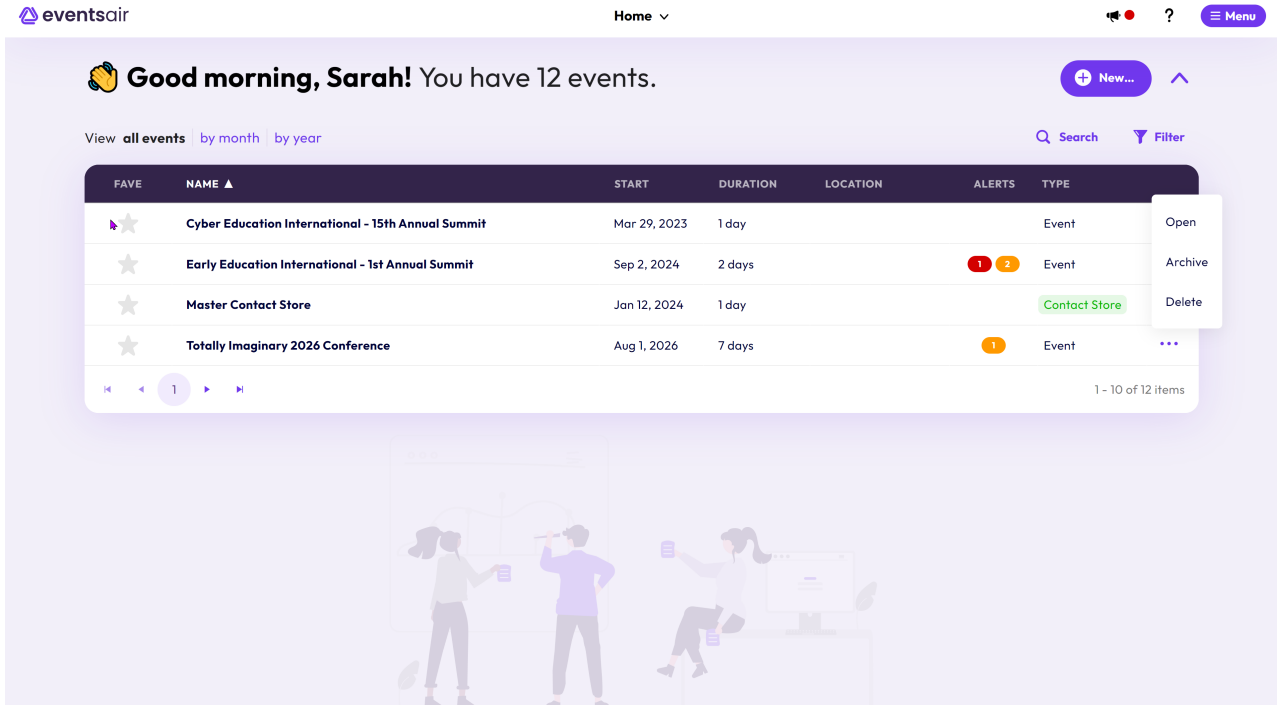 eventsair
Home
? Menu
Good morning, Sarah! You have 12 events.
New...
View all events by month by year
Search Filter
FAVE NAME ▲ START DURATION LOCATION ALERTS TYPE
Cyber Education International - 15th Annual Summit Mar 29, 2023 1 day Event
Open
Early Education International - 1st Annual Summit Sep 2, 2024 2 days 1 2 Event
Archive
Master Contact Store Jan 12, 2024 1 day Contact Store
Delete
Totally Imaginary 2026 Conference Aug 1, 2026 7 days 1 Event
1
1 - 10 of 12 items